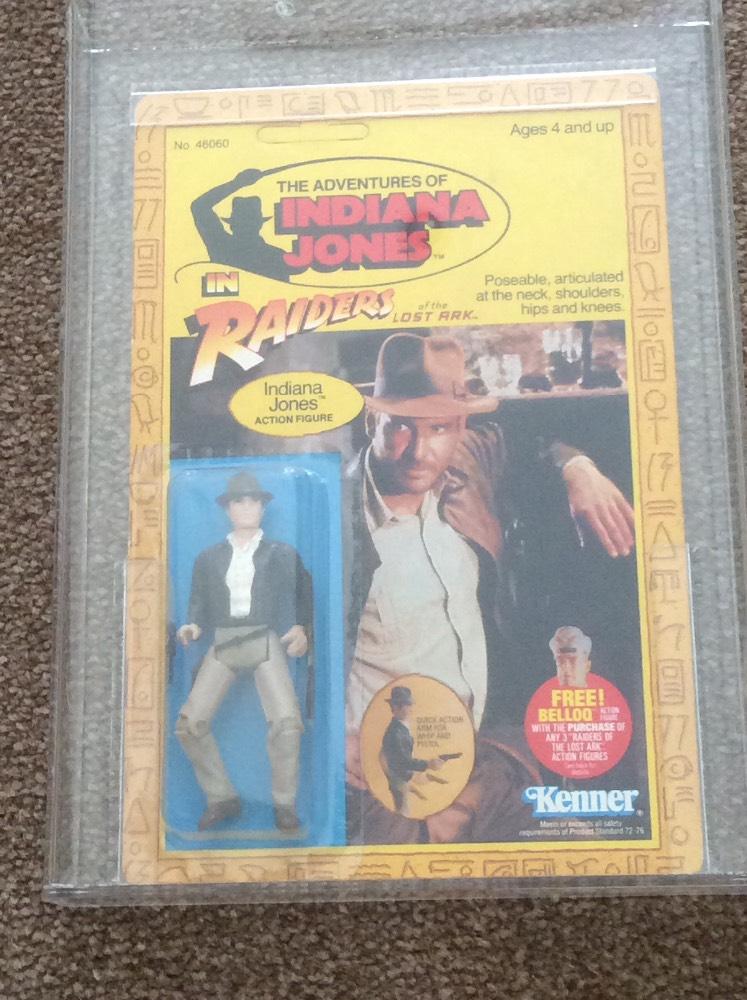 No 46060
Ages 4 and up
THE ADVENTURES OF
INDIANA
JONES™
IN
RAIDERS
of the
LOST ARK™
Poseable, articulated
at the neck, shoulders,
hips and knees.
Indiana
Jones™
ACTION FIGURE
QUICK ACTION
ARM FOR
WHIP AND
PISTOL
FREE!
BELLOQ ACTION FIGURE
WITH THE PURCHASE OF
ANY 3 "RAIDERS OF
THE LOST ARK"
ACTION FIGURES
Kenner®
Meets or exceeds all safety
requirements of Product Standard 72-76